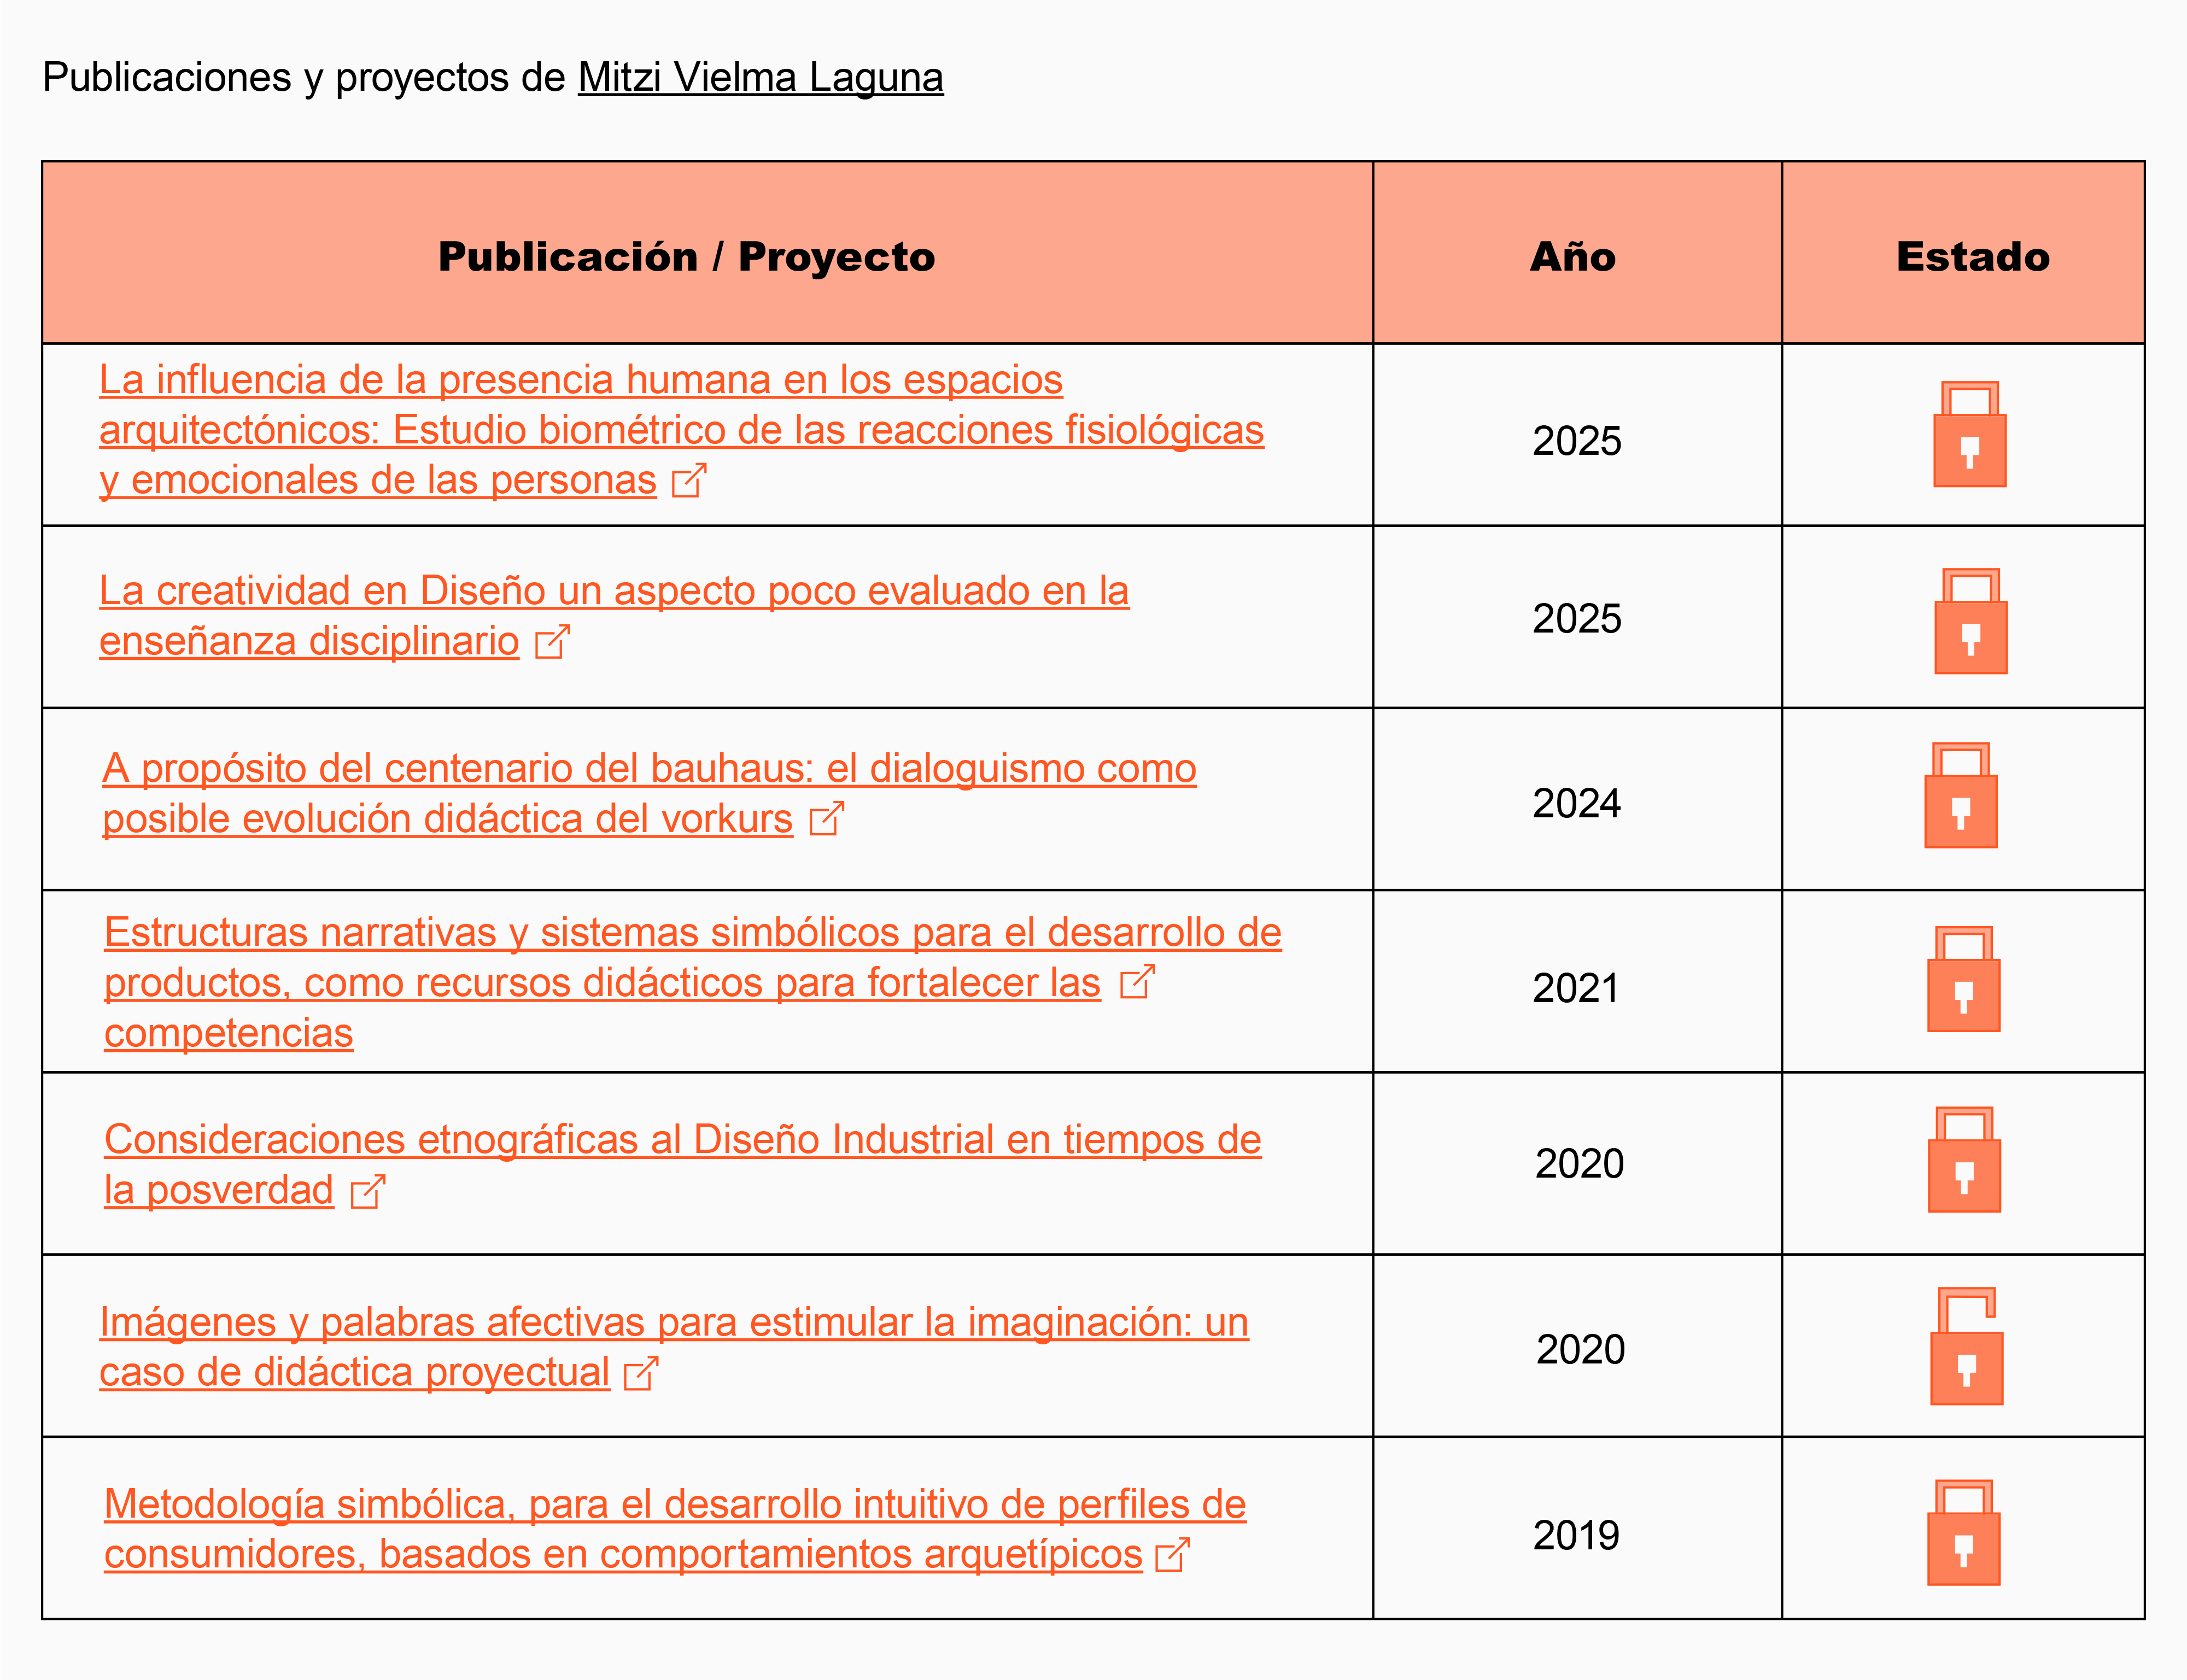 Publicaciones y proyectos de Mitzi Vielma Laguna
Publicación / Proyecto
Año
Estado
La influencia de la presencia humana en los espacios
arquitectónicos: Estudio biométrico de las reacciones fisiológicas
y emocionales de las personas
2025
La creatividad en Diseño un aspecto poco evaluado en la
enseñanza disciplinario
2025
A propósito del centenario del bauhaus: el dialoguismo como
posible evolución didáctica del vorkurs
2024
Estructuras narrativas y sistemas simbólicos para el desarrollo de
productos, como recursos didácticos para fortalecer las
competencias
2021
Consideraciones etnográficas al Diseño Industrial en tiempos de
la posverdad
2020
Imágenes y palabras afectivas para estimular la imaginación: un
caso de didáctica proyectual
2020
Metodología simbólica, para el desarrollo intuitivo de perfiles de
consumidores, basados en comportamientos arquetípicos
2019